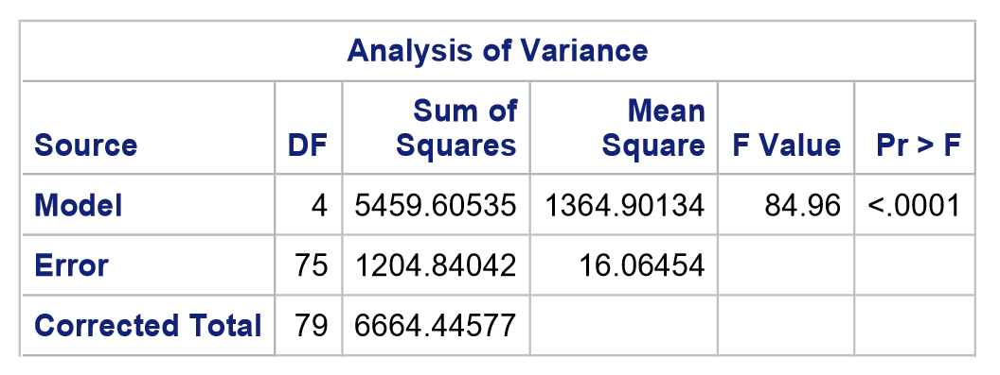 Analysis of Variance
Source DF Sum of Squares Mean Square F Value Pr > F
Model 4 5459.60535 1364.90134 84.96 <.0001
Error 75 1204.84042 16.06454
Corrected Total 79 6664.44577